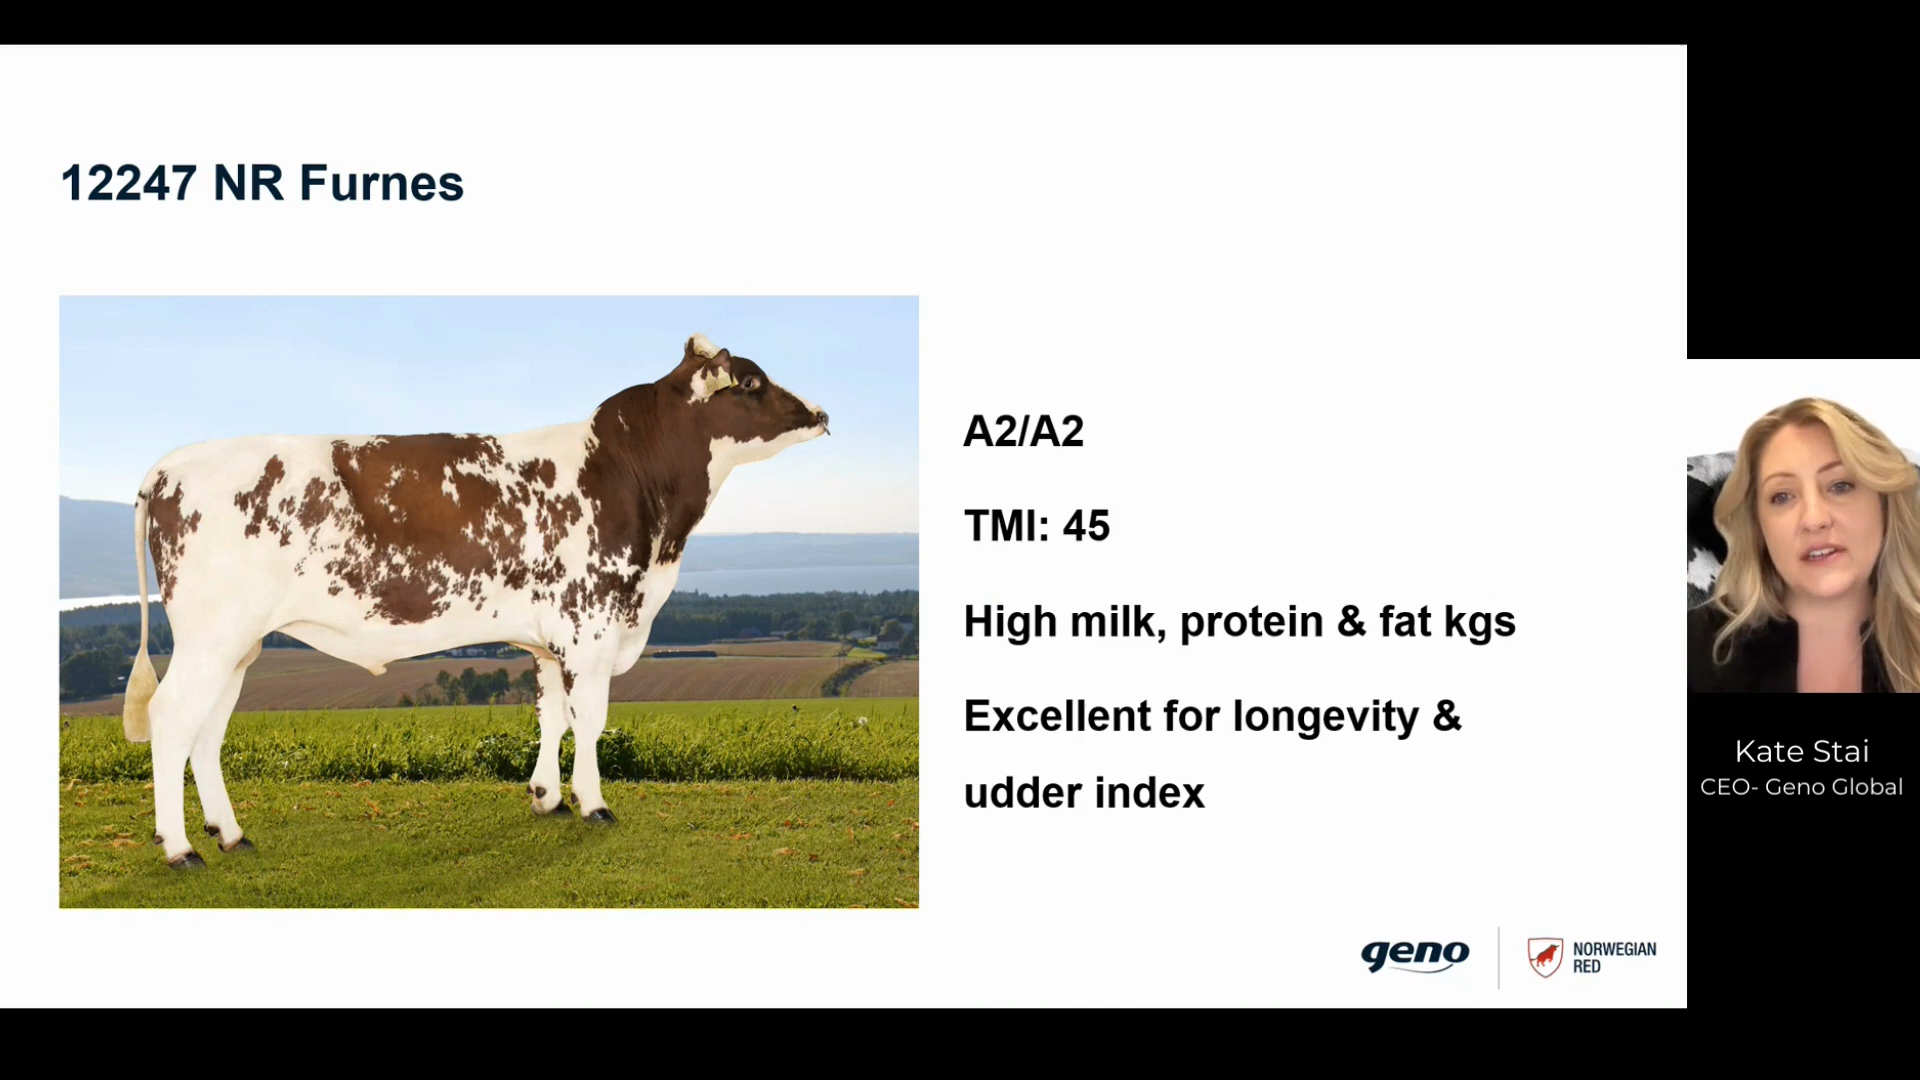 12247 NR Furnes
A2/A2
TMI: 45
High milk, protein & fat kgs
Excellent for longevity &
udder index
geno
NORWEGIAN
RED
Kate Stai
CEO- Geno Global